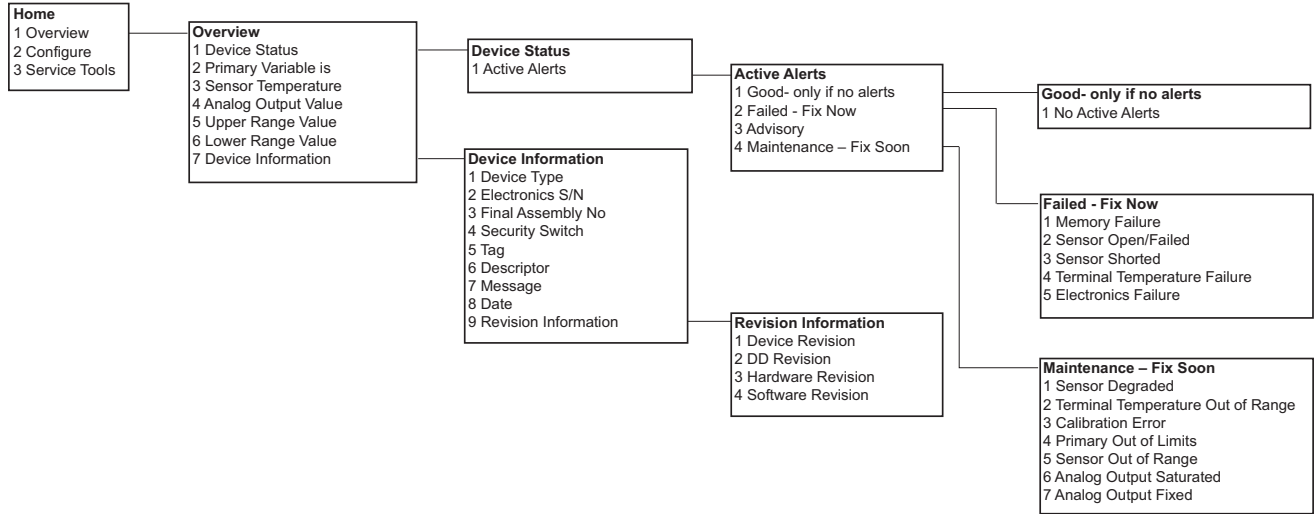 Home
1 Overview
2 Configure
3 Service Tools
Overview
1 Device Status
2 Primary Variable is
3 Sensor Temperature
4 Analog Output Value
5 Upper Range Value
6 Lower Range Value
7 Device Information
Device Status
1 Active Alerts
Device Information
1 Device Type
2 Electronics S/N
3 Final Assembly No
4 Security Switch
5 Tag
6 Descriptor
7 Message
8 Date
9 Revision Information
Active Alerts
1 Good- only if no alerts
2 Failed - Fix Now
3 Advisory
4 Maintenance – Fix Soon
Revision Information
1 Device Revision
2 DD Revision
3 Hardware Revision
4 Software Revision
Good- only if no alerts
1 No Active Alerts
Failed - Fix Now
1 Memory Failure
2 Sensor Open/Failed
3 Sensor Shorted
4 Terminal Temperature Failure
5 Electronics Failure
Maintenance – Fix Soon
1 Sensor Degraded
2 Terminal Temperature Out of Range
3 Calibration Error
4 Primary Out of Limits
5 Sensor Out of Range
6 Analog Output Saturated
7 Analog Output Fixed